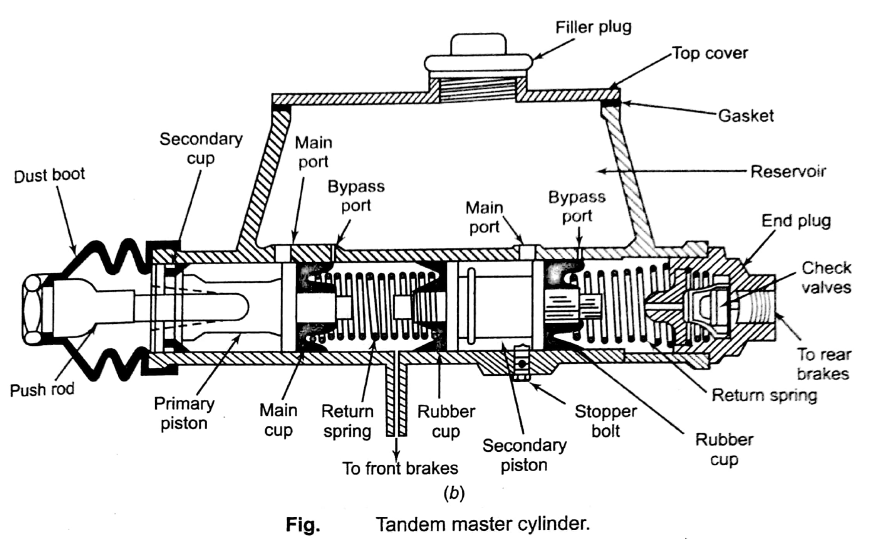 Filler plug
Top cover
Gasket
Secondary
cup
Main
port
Reservoir
Dust boot
Bypass
port
Main
port
Bypass
port
End plug
Check
valves
To rear
brakes
Push rod
Primary
piston
Main
cup
Return
spring
Rubber
cup
Secondary
piston
Stopper
bolt
Return spring
Rubber
cup
To front brakes
(b)
Fig. Tandem master cylinder.